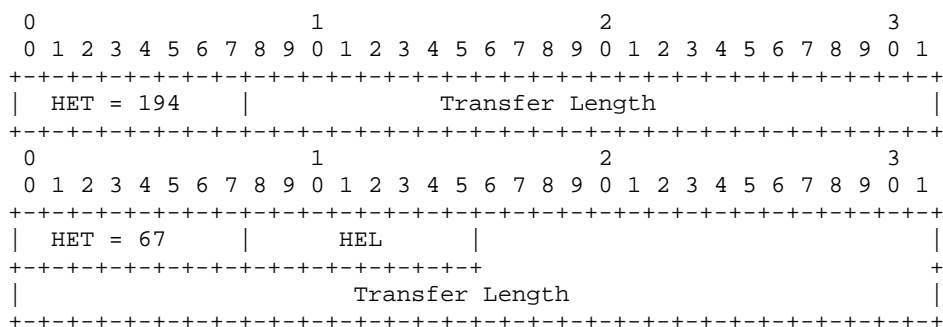 0                   1                   2                   3
 0 1 2 3 4 5 6 7 8 9 0 1 2 3 4 5 6 7 8 9 0 1 2 3 4 5 6 7 8 9 0 1
+-+-+-+-+-+-+-+-+-+-+-+-+-+-+-+-+-+-+-+-+-+-+-+-+-+-+-+-+-+-+-+-+
|  HET = 194    |             Transfer Length                   |
+-+-+-+-+-+-+-+-+-+-+-+-+-+-+-+-+-+-+-+-+-+-+-+-+-+-+-+-+-+-+-+-+
 0                   1                   2                   3
 0 1 2 3 4 5 6 7 8 9 0 1 2 3 4 5 6 7 8 9 0 1 2 3 4 5 6 7 8 9 0 1
+-+-+-+-+-+-+-+-+-+-+-+-+-+-+-+-+-+-+-+-+-+-+-+-+-+-+-+-+-+-+-+-+
|  HET = 67     |      HEL      |                               |
+-+-+-+-+-+-+-+-+-+-+-+-+-+-+-+-+                               +
|                       Transfer Length                         |
+-+-+-+-+-+-+-+-+-+-+-+-+-+-+-+-+-+-+-+-+-+-+-+-+-+-+-+-+-+-+-+-+